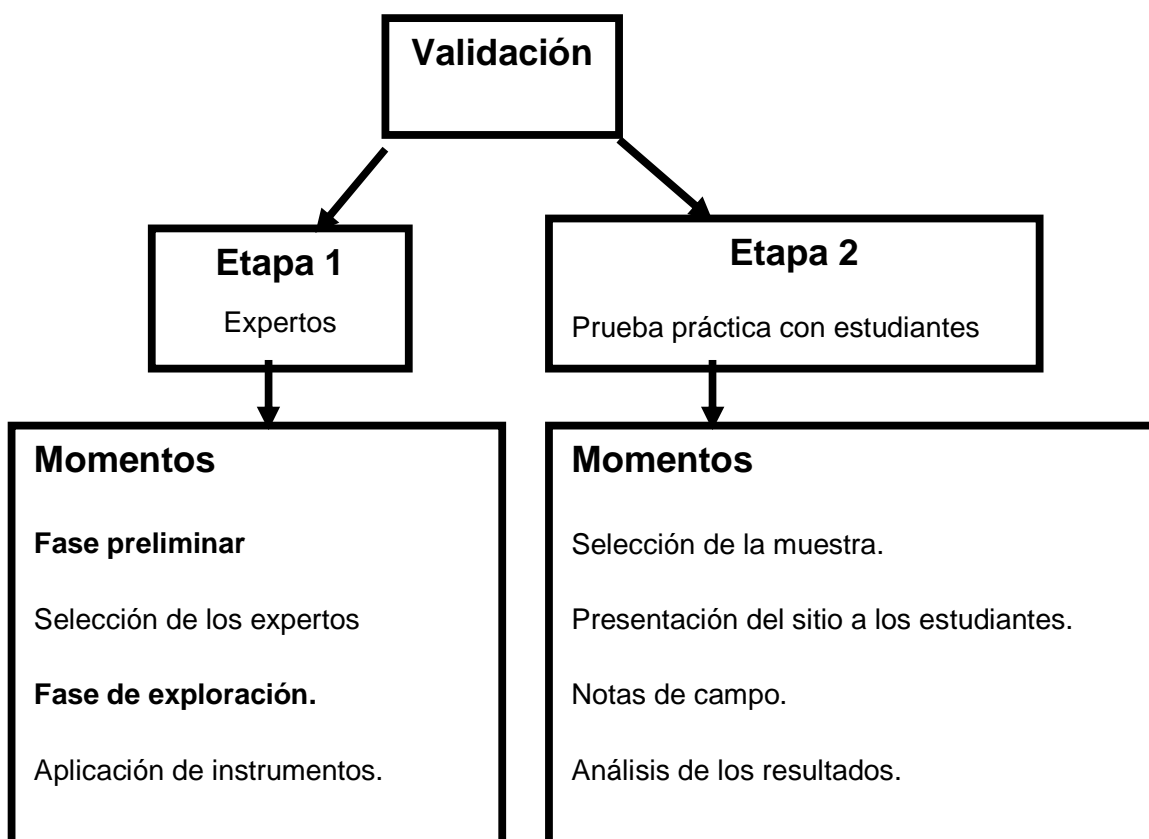 Validación
Etapa 1
Expertos
Etapa 2
Prueba práctica con estudiantes
Momentos
Fase preliminar
Selección de los expertos
Fase de exploración.
Aplicación de instrumentos.
Momentos
Selección de la muestra.
Presentación del sitio a los estudiantes.
Notas de campo.
Análisis de los resultados.